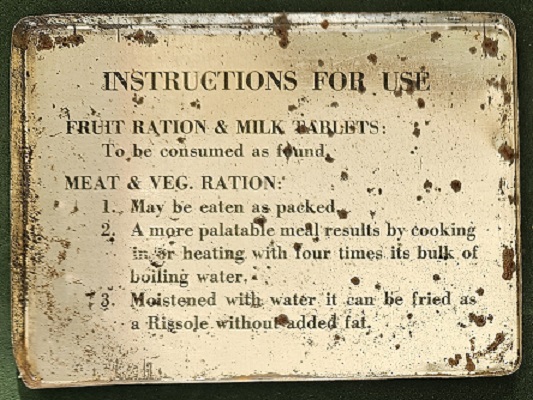 INSTRUCTIONS FOR USE
FRUIT RATION & MILK TABLETS:
To be consumed as found.
MEAT & VEG. RATION:
1. May be eaten as packed.
2. A more palatable meal results by cooking
in or heating with four times its bulk of
boiling water.
3. Moistened with water it can be fried as
a Rissole without added fat.